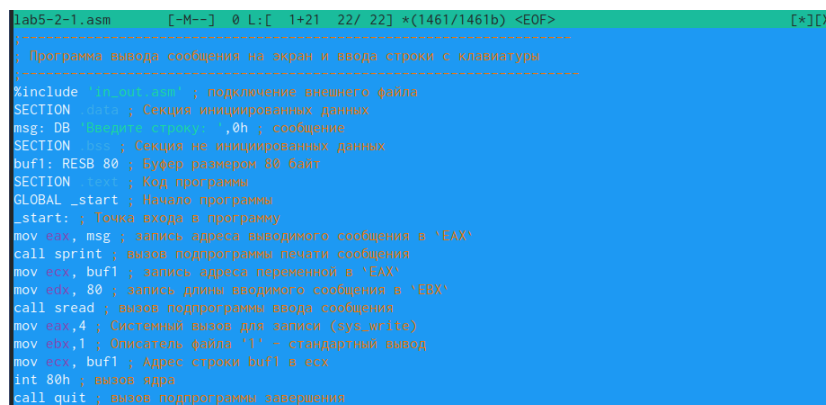 lab5-2-1.asm [-M--] 0 L:[ 1+21 22/ 22] *(1461/1461b) <EOF> [*][X
;--------------------------------------------------------------------
; Программа вывода сообщения на экран и ввода строки с клавиатуры
;---------------------------------------------------------------------
%include 'in_out.asm' ; подключение внешнего файла
SECTION .data ; Секция инициированных данных
msg: DB 'Введите строку: ',0h ; сообщение
SECTION .bss ; Секция не инициированных данных
buf1: RESB 80 ; Буфер размером 80 байт
SECTION .text ; Код программы
GLOBAL _start ; Начало программы
_start: ; Точка входа в программу
mov eax, msg ; запись адреса выводимого сообщения в `EAX`
call sprint ; вызов подпрограммы печати сообщения
mov ecx, buf1 ; запись адреса переменной в `EAX`
mov edx, 80 ; запись длины вводимого сообщения в `EBX`
call sread ; вызов подпрограммы ввода сообщения
mov eax,4 ; Системный вызов для записи (sys_write)
mov ebx,1 ; Описатель файла '1' - стандартный вывод
mov ecx, buf1 ; Адрес строки buf1 в ecx
int 80h ; вызов ядра
call quit ; вызов подпрограммы завершения